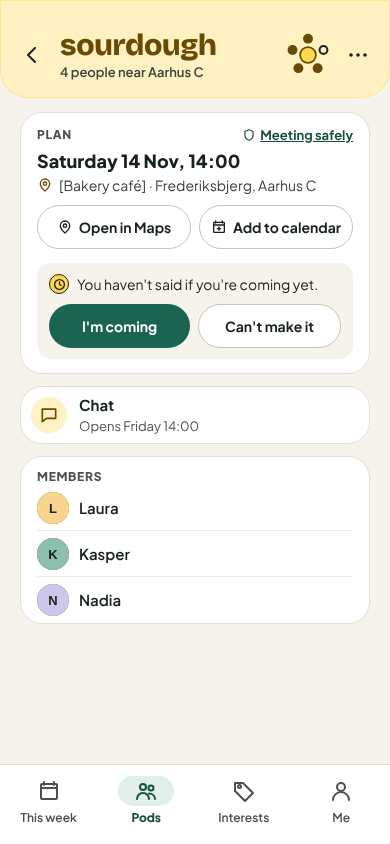 sourdough
4 people near Aarhus C
PLAN
Meeting safely
Saturday 14 Nov, 14:00
[Bakery café] · Frederiksbjerg, Aarhus C
Open in Maps
Add to calendar
You haven't said if you're coming yet.
I'm coming
Can't make it
Chat
Opens Friday 14:00
MEMBERS
L
Laura
K
Kasper
N
Nadia
This week
Pods
Interests
Me